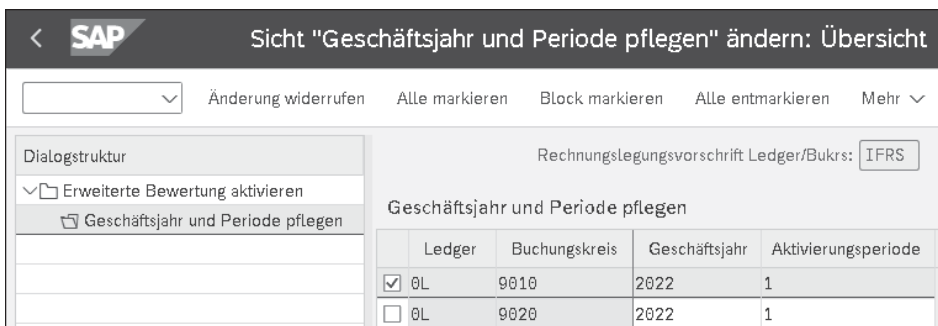 SAP Sicht "Geschäftsjahr und Periode pflegen" ändern: Übersicht
Änderung widerrufen Alle markieren Block markieren Alle entmarkieren Mehr
Dialogstruktur
Erweiterte Bewertung aktivieren
Geschäftsjahr und Periode pflegen
Rechnungslegungsvorschrift Ledger/Bukrs: IFRS
Geschäftsjahr und Periode pflegen
Ledger Buchungskreis Geschäftsjahr Aktivierungsperiode
0L 9010 2022 1
0L 9020 2022 1